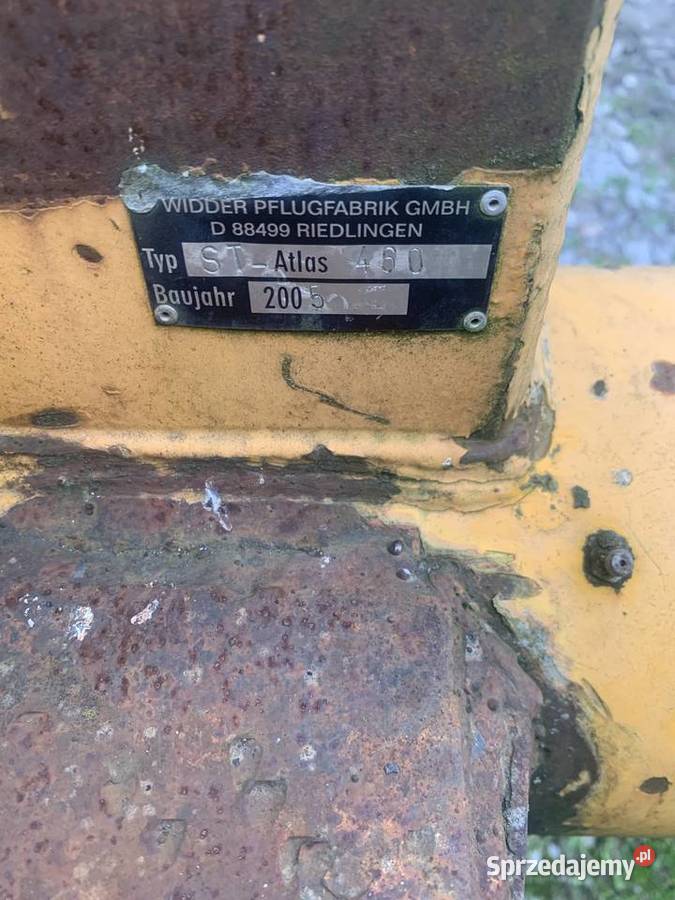 WIDDER PFLUGFABRIK GMBH
D 88499 RIEDLINGEN
Typ ST-Atlas 460
Baujahr 2005
Sprzedajemy.pl